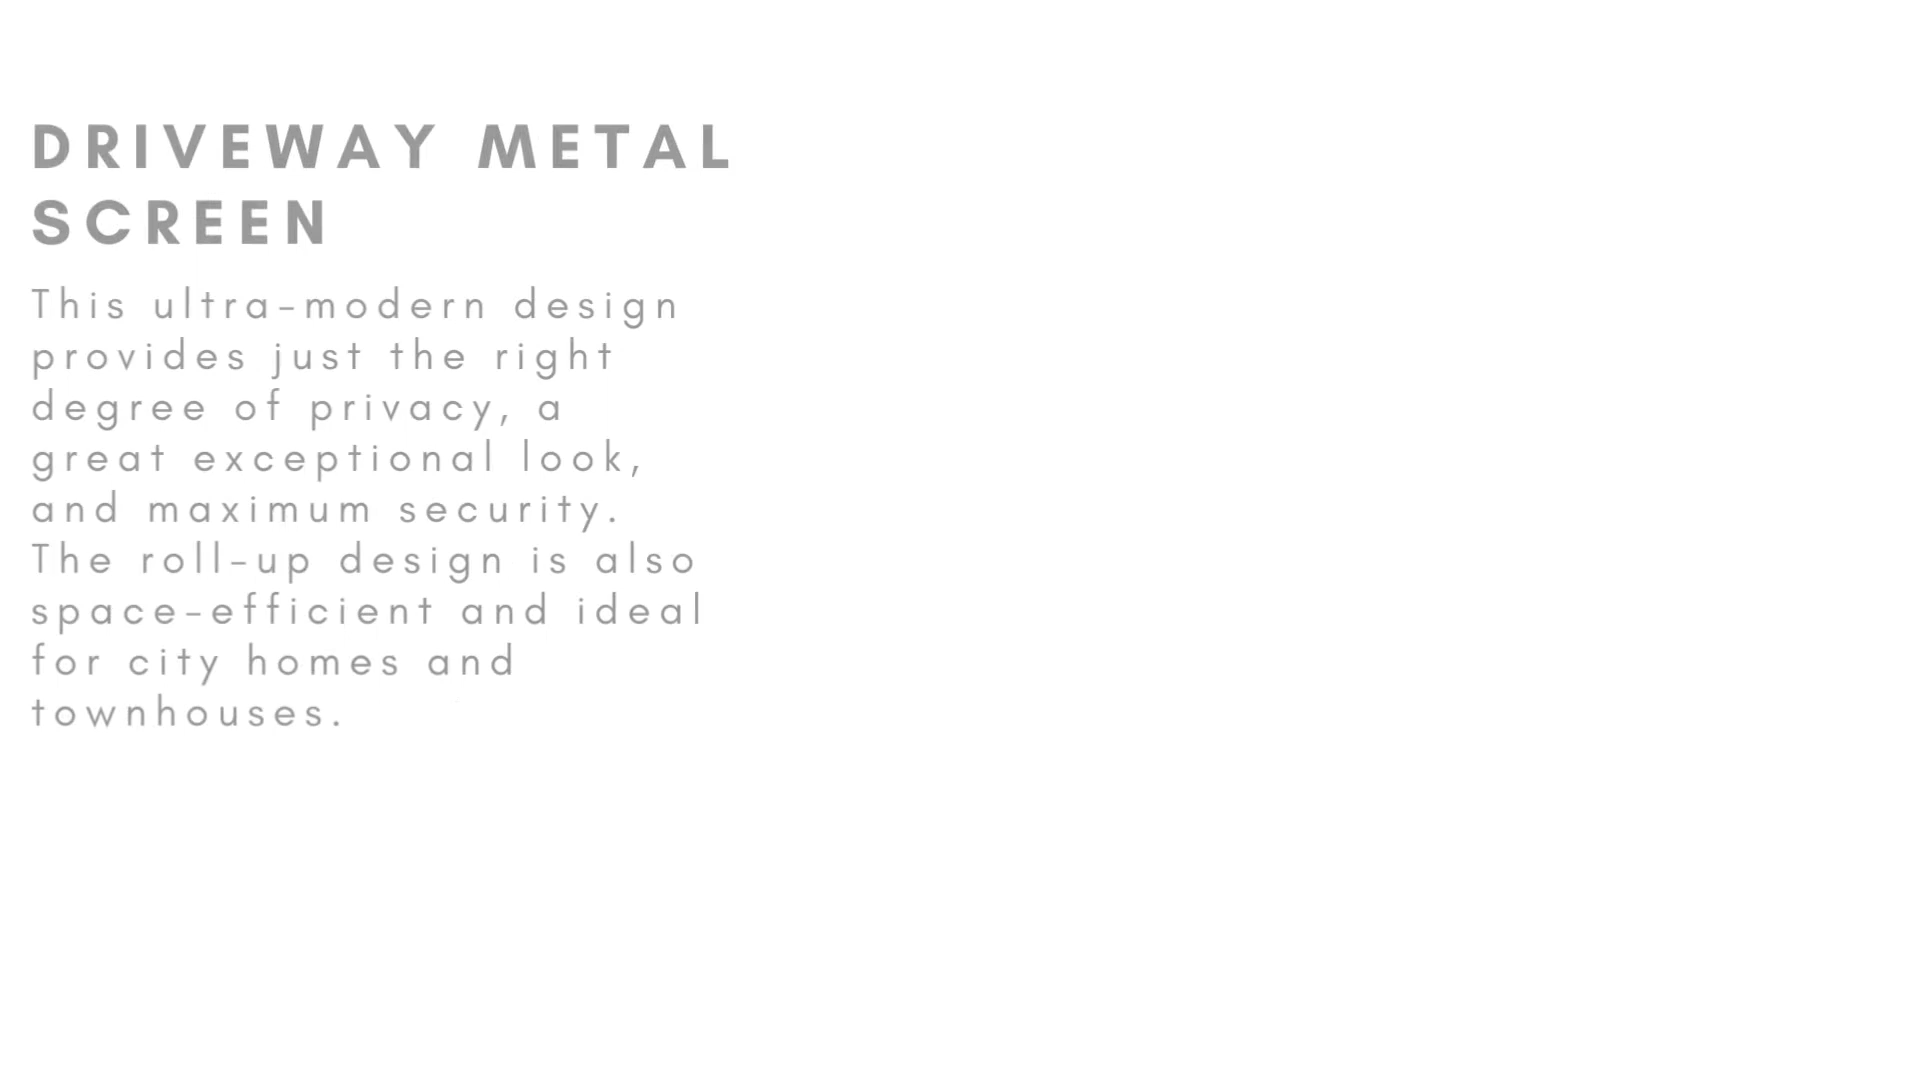 DRIVEWAY METAL
SCREEN
This ultra-modern design
provides just the right
degree of privacy, a
great exceptional look,
and maximum security.
The roll-up design is also
space-efficient and ideal
for city homes and
townhouses.